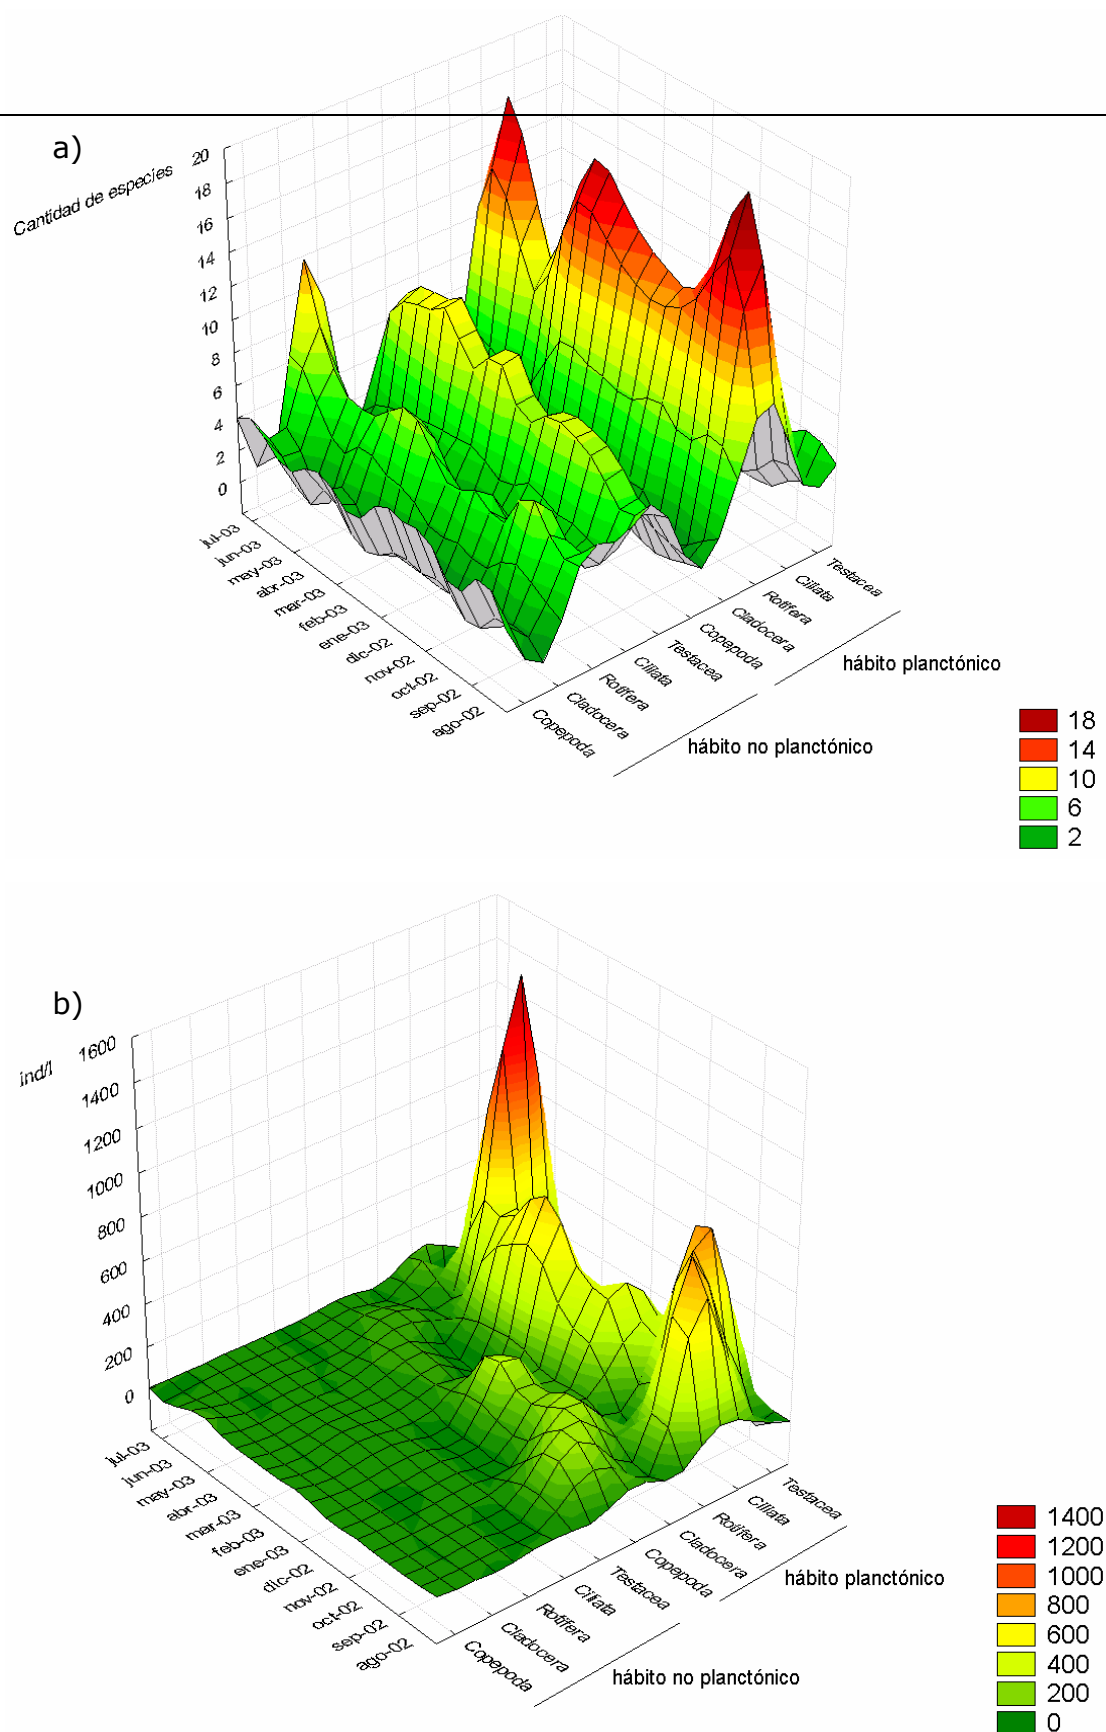 a)
Cantidad de especies
20
18
16
14
12
10
8
6
4
2
0
jul-03
jun-03
may-03
abr-03
mar-03
feb-03
ene-03
dic-02
nov-02
oct-02
sep-02
ago-02
Copepoda
Cladocera
Rotifera
Ciliata
Testacea
Copepoda
Cladocera
Rotifera
Ciliata
Testacea
hábito no planctónico
hábito planctónico
18
14
10
6
2
b)
ind/l
1600
1400
1200
1000
800
600
400
200
0
jul-03
jun-03
may-03
abr-03
mar-03
feb-03
ene-03
dic-02
nov-02
oct-02
sep-02
ago-02
Copepoda
Cladocera
Rotifera
Ciliata
Testacea
Copepoda
Cladocera
Rotifera
Ciliata
Testacea
hábito no planctónico
hábito planctónico
1400
1200
1000
800
600
400
200
0